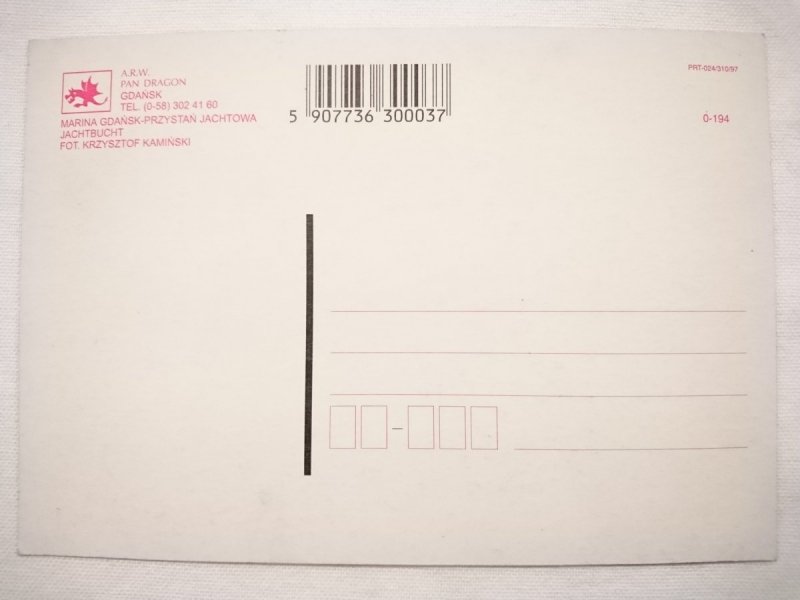 A.R.W.
PAN DRAGON
GDAŃSK
TEL. (0-58) 302 41 60
MARINA GDAŃSK-PRZYSTAŃ JACHTOWA
JACHTBUCHT
FOT. KRZYSZTOF KAMIŃSKI
5 907736 300037
PRT-024/310/97
Ó-194
–